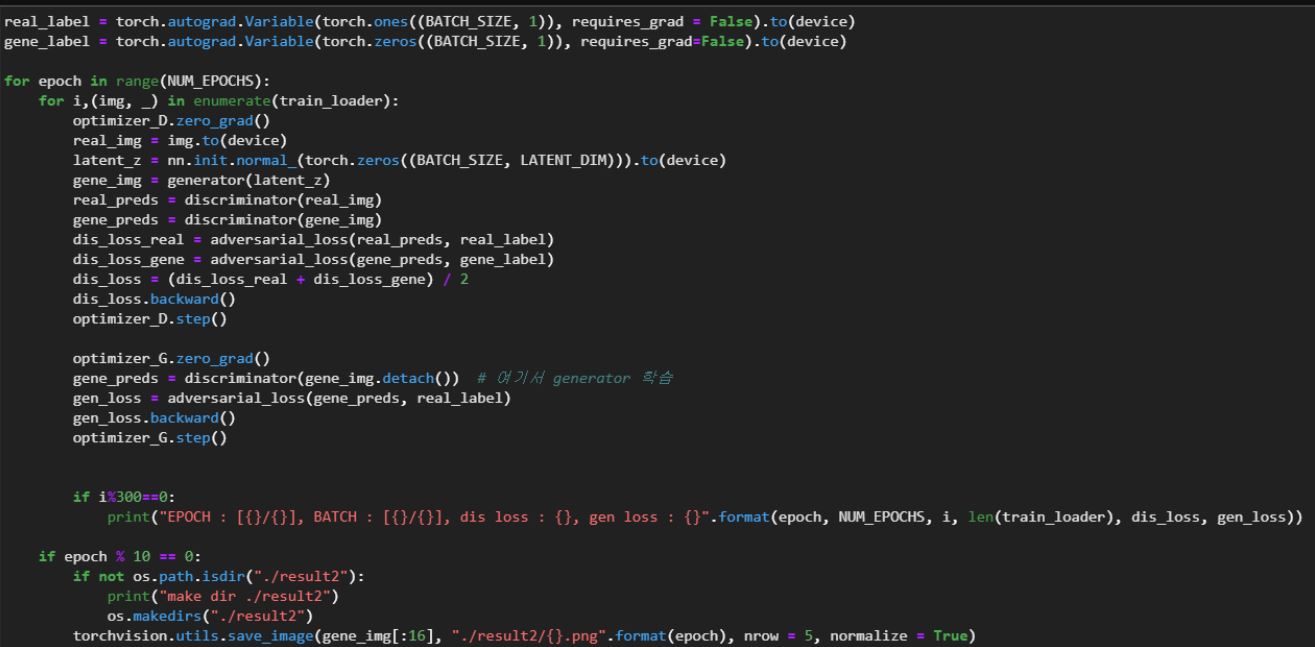 real_label = torch.autograd.Variable(torch.ones((BATCH_SIZE, 1)), requires_grad = False).to(device)
gene_label = torch.autograd.Variable(torch.zeros((BATCH_SIZE, 1)), requires_grad=False).to(device)
for epoch in range(NUM_EPOCHS):
    for i,(img, _) in enumerate(train_loader):
        optimizer_D.zero_grad()
        real_img = img.to(device)
        latent_z = nn.init.normal_(torch.zeros((BATCH_SIZE, LATENT_DIM))).to(device)
        gene_img = generator(latent_z)
        real_preds = discriminator(real_img)
        gene_preds = discriminator(gene_img)
        dis_loss_real = adversarial_loss(real_preds, real_label)
        dis_loss_gene = adversarial_loss(gene_preds, gene_label)
        dis_loss = (dis_loss_real + dis_loss_gene) / 2
        dis_loss.backward()
        optimizer_D.step()
        optimizer_G.zero_grad()
        gene_preds = discriminator(gene_img.detach())  # 여기서 generator 학습
        gen_loss = adversarial_loss(gene_preds, real_label)
        gen_loss.backward()
        optimizer_G.step()
        if i%300==0:
            print("EPOCH : [{}/{}], BATCH : [{}/{}], dis loss : {}, gen loss : {}".format(epoch, NUM_EPOCHS, i, len(train_loader), dis_loss, gen_loss))
    if epoch % 10 == 0:
        if not os.path.isdir("./result2"):
            print("make dir ./result2")
            os.makedirs("./result2")
        torchvision.utils.save_image(gene_img[:16], "./result2/{}.png".format(epoch), nrow = 5, normalize = True)